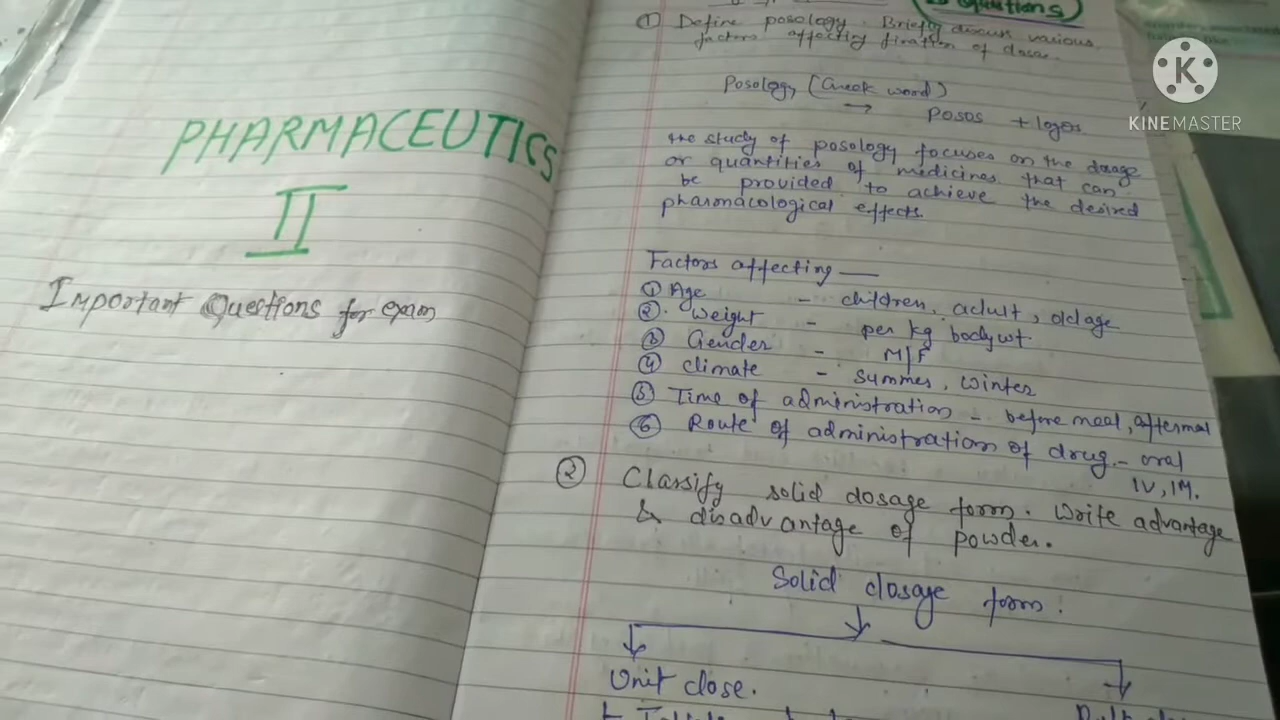 PHARMACEUTICS
II
Important Questions for exam
Questions
① Define posology. Briefly discuss various
factors affecting fixation of dose.
Posology (Greek word)
→ Posos + logos
the study of posology focuses on the dosage
or quantities of medicines that can
be provided to achieve the desired
pharmacological effects
Factors affecting —
① Age - children, adult, oldage
②. Weight - per kg bodywt
③ Gender - M/F
④ climate - Summer, winter
⑤ Time of administration - before meal, aftermeal
⑥ Route of administration of drug - oral
IV, IM.
② Classify solid dosage form. Write advantage
& disadvantage of powder.
Solid dosage form.
Unit dose.
KINEMASTER